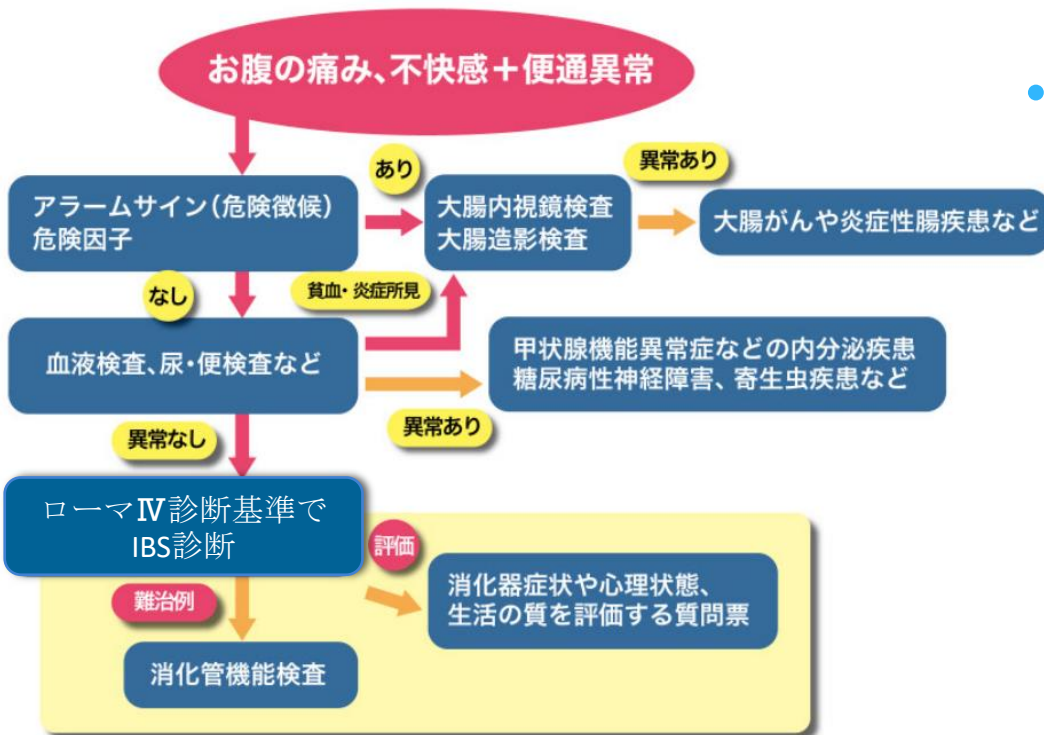 お腹の痛み、不快感＋便通異常
アラームサイン（危険徴候）
危険因子
あり
大腸内視鏡検査
大腸造影検査
異常あり
大腸がんや炎症性腸疾患など
なし
貧血・炎症所見
血液検査、尿・便検査など
甲状腺機能異常症などの内分泌疾患
糖尿病性神経障害、寄生虫疾患など
異常あり
異常なし
ローマⅣ診断基準で
IBS診断
評価
消化器症状や心理状態、
生活の質を評価する質問票
難治例
消化管機能検査